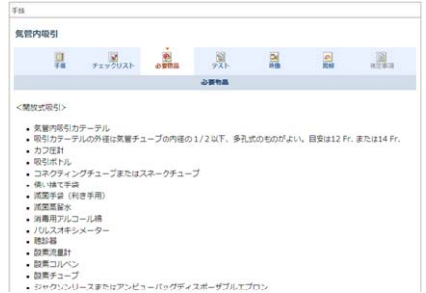 手技
気管内吸引
手順 チェックリスト 必要物品 テスト 映像 図解
必要物品
<開放式吸引>
• 気管内吸引カテーテル
• 吸引カテーテルの外径は気管チューブの内径の1/2以下、多孔式のものがよい。目安は12 Fr. または14 Fr.
• カフ圧計
• 吸引ボトル
• コネクティングチューブまたはスネークチューブ
• 使い捨て手袋
• 滅菌手袋（利き手用）
• 滅菌蒸留水
• 消毒用アルコール綿
• パルスオキシメーター
• 聴診器
• 酸素流量計
• 酸素コルベン
• 酸素チューブ
• ジャクソンリースまたはアンビューバッグディスポーザブルエプロン